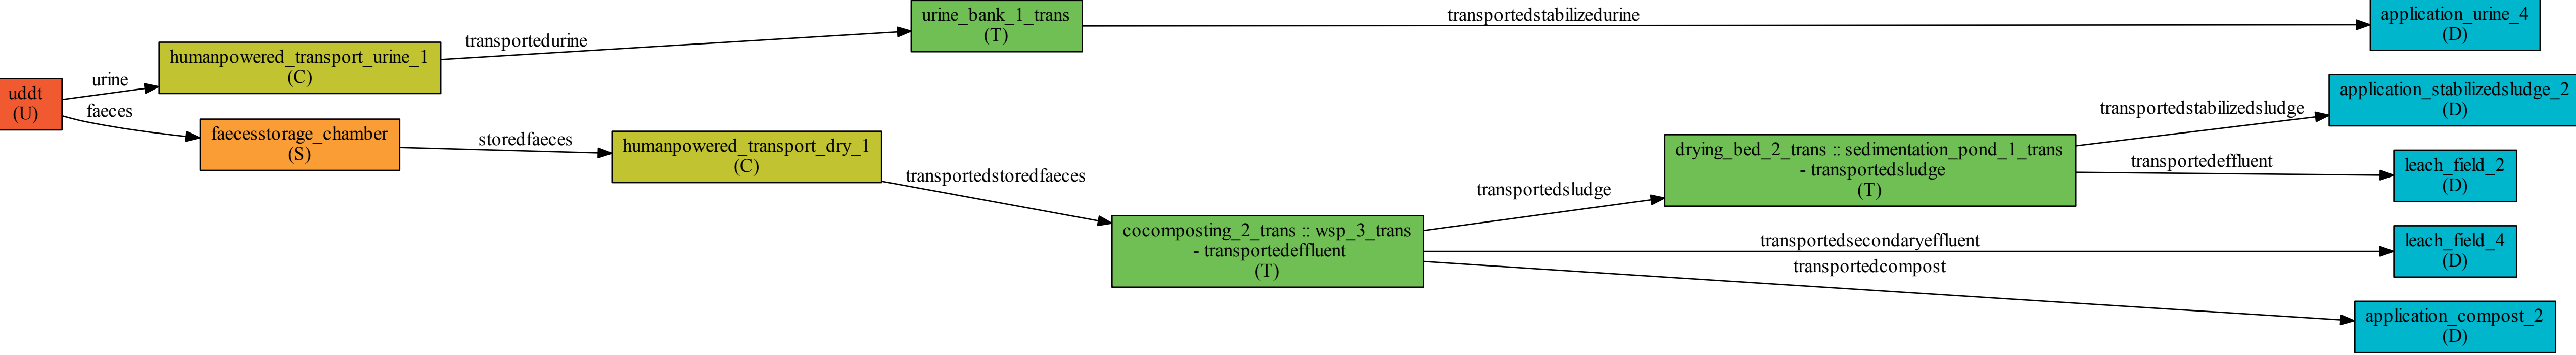 uddt
(U)
urine
faeces
humanpowered_transport_urine_1
(C)
faecesstorage_chamber
(S)
transportedurine
storedfaeces
humanpowered_transport_dry_1
(C)
urine_bank_1_trans
(T)
transportedstoredfaeces
cocomposting_2_trans :: wsp_3_trans
- transportedeffluent
(T)
transportedstabilizedurine
transportedsludge
drying_bed_2_trans :: sedimentation_pond_1_trans
- transportedsludge
(T)
transportedsecondaryeffluent
transportedcompost
transportedstabilizedsludge
transportedeffluent
application_urine_4
(D)
application_stabilizedsludge_2
(D)
leach_field_2
(D)
leach_field_4
(D)
application_compost_2
(D)